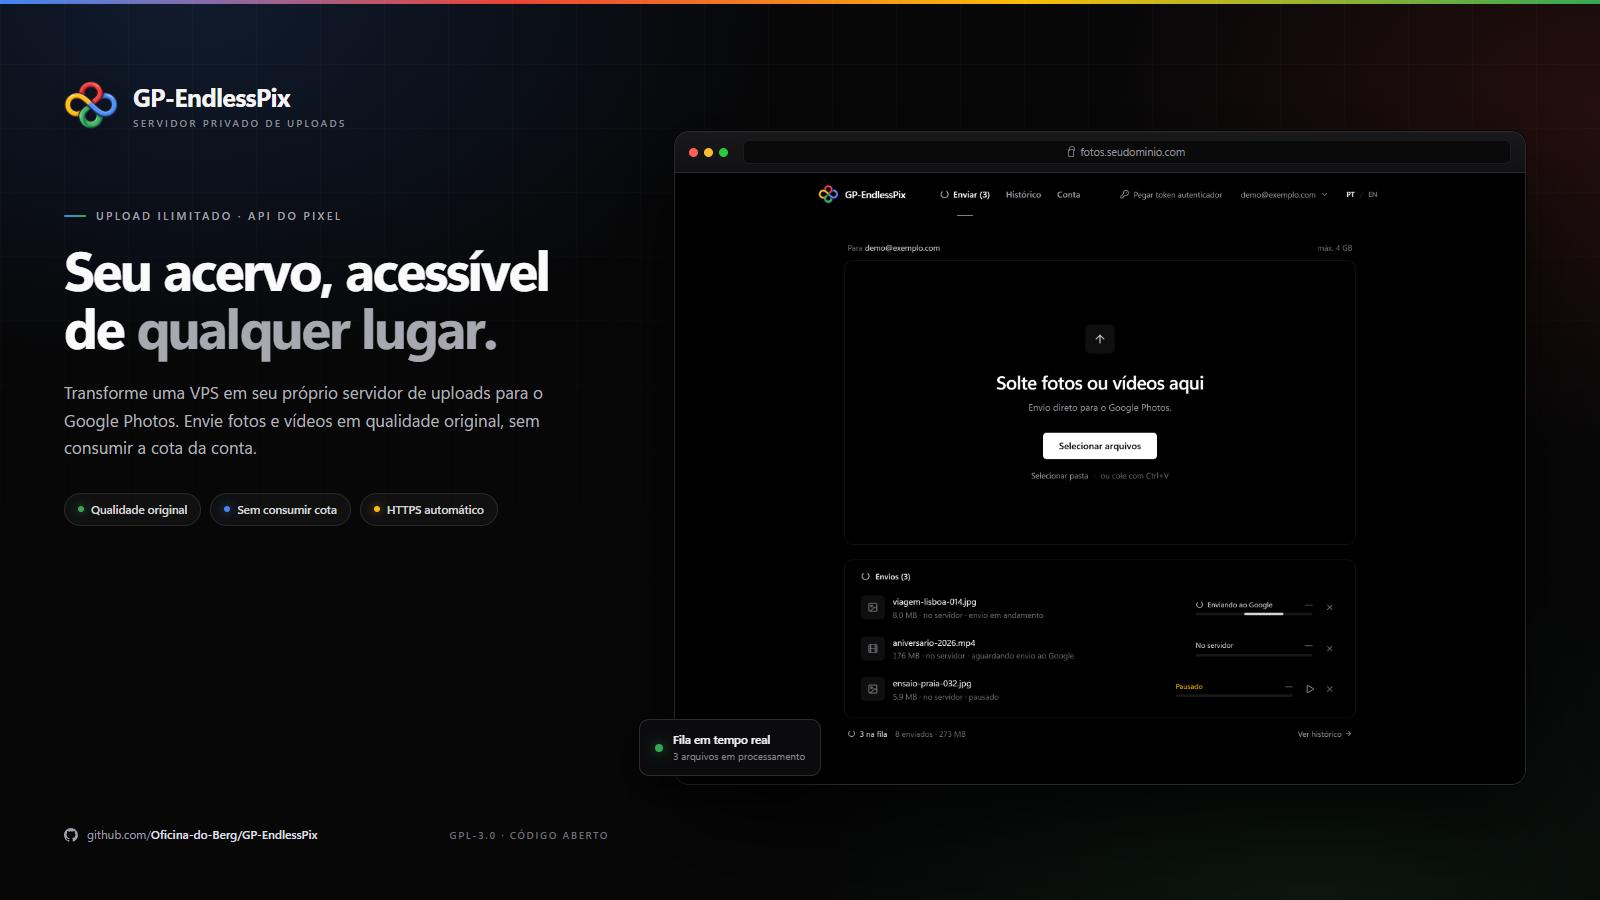 GP-EndlessPix
SERVIDOR PRIVADO DE UPLOADS
UPLOAD ILIMITADO · API DO PIXEL
Seu acervo, acessível
de qualquer lugar.
Transforme uma VPS em seu próprio servidor de uploads para o
Google Photos. Envie fotos e vídeos em qualidade original, sem
consumir a cota da conta.
Qualidade original
Sem consumir cota
HTTPS automático
github.com/Oficina-do-Berg/GP-EndlessPix
GPL-3.0 · CÓDIGO ABERTO
fotos.seudominio.com
GP-EndlessPix
Enviar (3)
Histórico
Conta
Pegar token autenticador
demo@exemplo.com
PT / EN
Para demo@exemplo.com
máx. 4 GB
Solte fotos ou vídeos aqui
Envio direto para o Google Photos.
Selecionar arquivos
Selecionar pasta · ou cole com Ctrl+V
Envios (3)
viagem-lisboa-014.jpg
8,0 MB · no servidor · envio em andamento
Enviando ao Google
aniversario-2026.mp4
176 MB · no servidor · aguardando envio ao Google
No servidor
ensaio-praia-032.jpg
5,9 MB · no servidor · pausado
Pausado
3 na fila
8 enviados · 273 MB
Ver histórico →
Fila em tempo real
3 arquivos em processamento